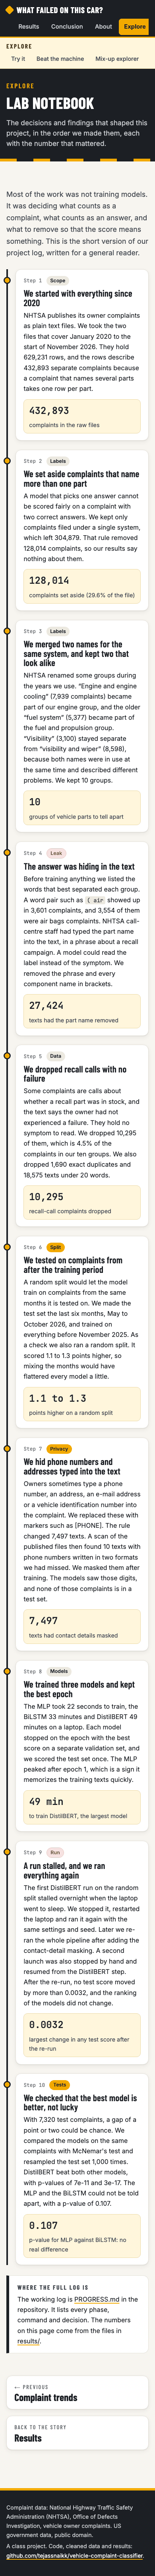 WHAT FAILED ON THIS CAR?
Results Conclusion About Explore
EXPLORE
Try it Beat the machine Mix-up explorer
EXPLORE
LAB NOTEBOOK
The decisions and findings that shaped this
project, in the order we made them, each
with the number that mattered.
Most of the work was not training models.
It was deciding what counts as a
complaint, what counts as an answer, and
what to remove so that the score means
something. This is the short version of our
project log, written for a general reader.
Step 1 Scope
We started with everything since
2020
NHTSA publishes its owner complaints
as plain text files. We took the two
files that cover January 2020 to the
start of November 2026. They hold
629,231 rows, and the rows describe
432,893 separate complaints because
a complaint that names several parts
takes one row per part.
432,893
complaints in the raw files
Step 2 Labels
We set aside complaints that name
more than one part
A model that picks one answer cannot
be scored fairly on a complaint with
two correct answers. We kept only
complaints filed under a single system,
which left 304,879. That rule removed
128,014 complaints, so our results say
nothing about them.
128,014
complaints set aside (29.6% of the file)
Step 3 Labels
We merged two names for the
same system, and kept two that
look alike
NHTSA renamed some groups during
the years we use. “Engine and engine
cooling” (7,939 complaints) became
part of our engine group, and the older
“fuel system” (5,377) became part of
the fuel and propulsion group.
“Visibility” (3,100) stayed separate
from “visibility and wiper” (8,598),
because both names were in use at
the same time and described different
problems. We kept 10 groups.
10
groups of vehicle parts to tell apart
Step 4 Leak
The answer was hiding in the text
Before training anything we listed the
words that appear most in each group.
A word pair such as [ air showed up
in 3,601 complaints, and 3,554 of them
were air bags complaints. NHTSA call-
centre staff had typed the part name
into the text, in a phrase about a recall
campaign. A model could read the
label instead of the symptom. We
removed the phrase and every
component name in brackets.
27,424
texts had the part name removed
Step 5 Data
We dropped recall calls with no
failure
Some complaints are calls about
whether a recall part was in stock, and
the text says the owner had not
experienced a failure. They hold no
symptom to read. We dropped 10,295
of them, which is 4.5% of the
complaints in our ten groups. We also
dropped 1,690 exact duplicates and
18,575 texts under 20 words.
10,295
recall-call complaints dropped
Step 6 Split
We tested on complaints from
after the training period
A random split would let the model
train on complaints from the same
months it is tested on. We made the
test set the last six months, May to
October 2026, and trained on
everything before November 2025. As
a check we also ran a random split. It
scored 1.1 to 1.3 points higher, so
mixing the months would have
flattered every model a little.
1.1 to 1.3
points higher on a random split
Step 7 Privacy
We hid phone numbers and
addresses typed into the text
Owners sometimes type a phone
number, an address, an e-mail address
or a vehicle identification number into
the complaint. We replaced these with
markers such as [PHONE]. The rule
changed 7,497 texts. A scan of the
published files then found 10 texts with
phone numbers written in two formats
we had missed. We masked them after
training. The models saw those digits,
and none of those complaints is in a
test set.
7,497
texts had contact details masked
Step 8 Models
We trained three models and kept
the best epoch
The MLP took 22 seconds to train, the
BiLSTM 33 minutes and DistilBERT 49
minutes on a laptop. Each model
stopped on the epoch with the best
score on a separate validation set, and
we scored the test set once. The MLP
peaked after epoch 1, which is a sign it
memorizes the training texts quickly.
49 min
to train DistilBERT, the largest model
Step 9 Run
A run stalled, and we ran
everything again
The first DistilBERT run on the random
split stalled overnight when the laptop
went to sleep. We stopped it, restarted
the laptop and ran it again with the
same settings and seed. Later we re-
ran the whole pipeline after adding the
contact-detail masking. A second
launch was also stopped by hand and
resumed from the DistilBERT step.
After the re-run, no test score moved
by more than 0.0032, and the ranking
of the models did not change.
0.0032
largest change in any test score after
the re-run
Step 10 Tests
We checked that the best model is
better, not lucky
With 7,320 test complaints, a gap of a
point or two could be chance. We
compared the models on the same
complaints with McNemar's test and
resampled the test set 1,000 times.
DistilBERT beat both other models,
with p-values of 7e-11 and 3e-17. The
MLP and the BiLSTM could not be told
apart, with a p-value of 0.107.
0.107
p-value for MLP against BiLSTM: no
real difference
WHERE THE FULL LOG IS
The working log is PROGRESS.md in the
repository. It lists every phase,
command and decision. The numbers
on this page come from the files in
results/.
← PREVIOUS
Complaint trends
BACK TO THE STORY
Results
Complaint data: National Highway Traffic Safety
Administration (NHTSA), Office of Defects
Investigation, vehicle owner complaints. US
government data, public domain.
A class project. Code, cleaned data and results:
github.com/tejassnaikk/vehicle-complaint-classifier.